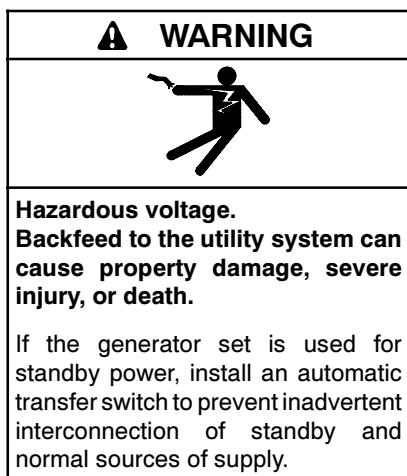 WARNING
Hazardous voltage.
Backfeed to the utility system can
cause property damage, severe
injury, or death.
If the generator set is used for
standby power, install an automatic
transfer switch to prevent inadvertent
interconnection of standby and
normal sources of supply.